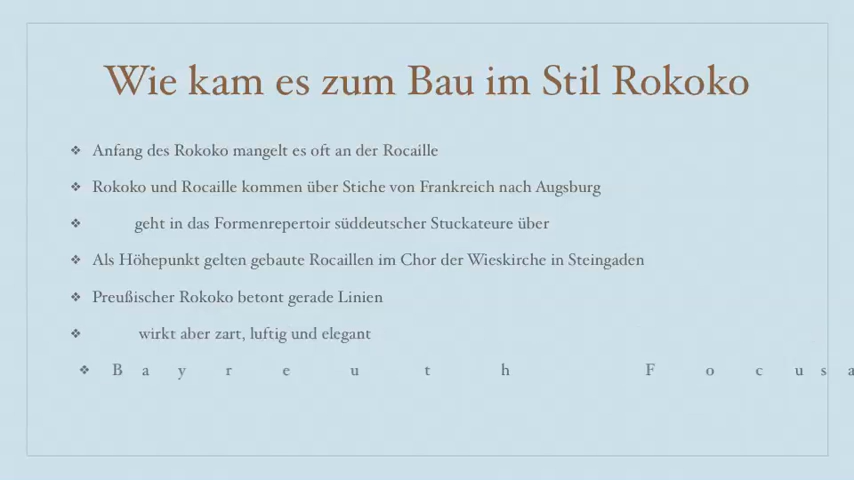 Wie kam es zum Bau im Stil Rokoko
Anfang des Rokoko mangelt es oft an der Rocaille
Rokoko und Rocaille kommen über Stiche von Frankreich nach Augsburg
geht in das Formenrepertoir süddeutscher Stuckateure über
Als Höhepunkt gelten gebaute Rocaillen im Chor der Wieskirche in Steingaden
Preußischer Rokoko betont gerade Linien
wirkt aber zart, luftig und elegant
Bayreuth Focusa